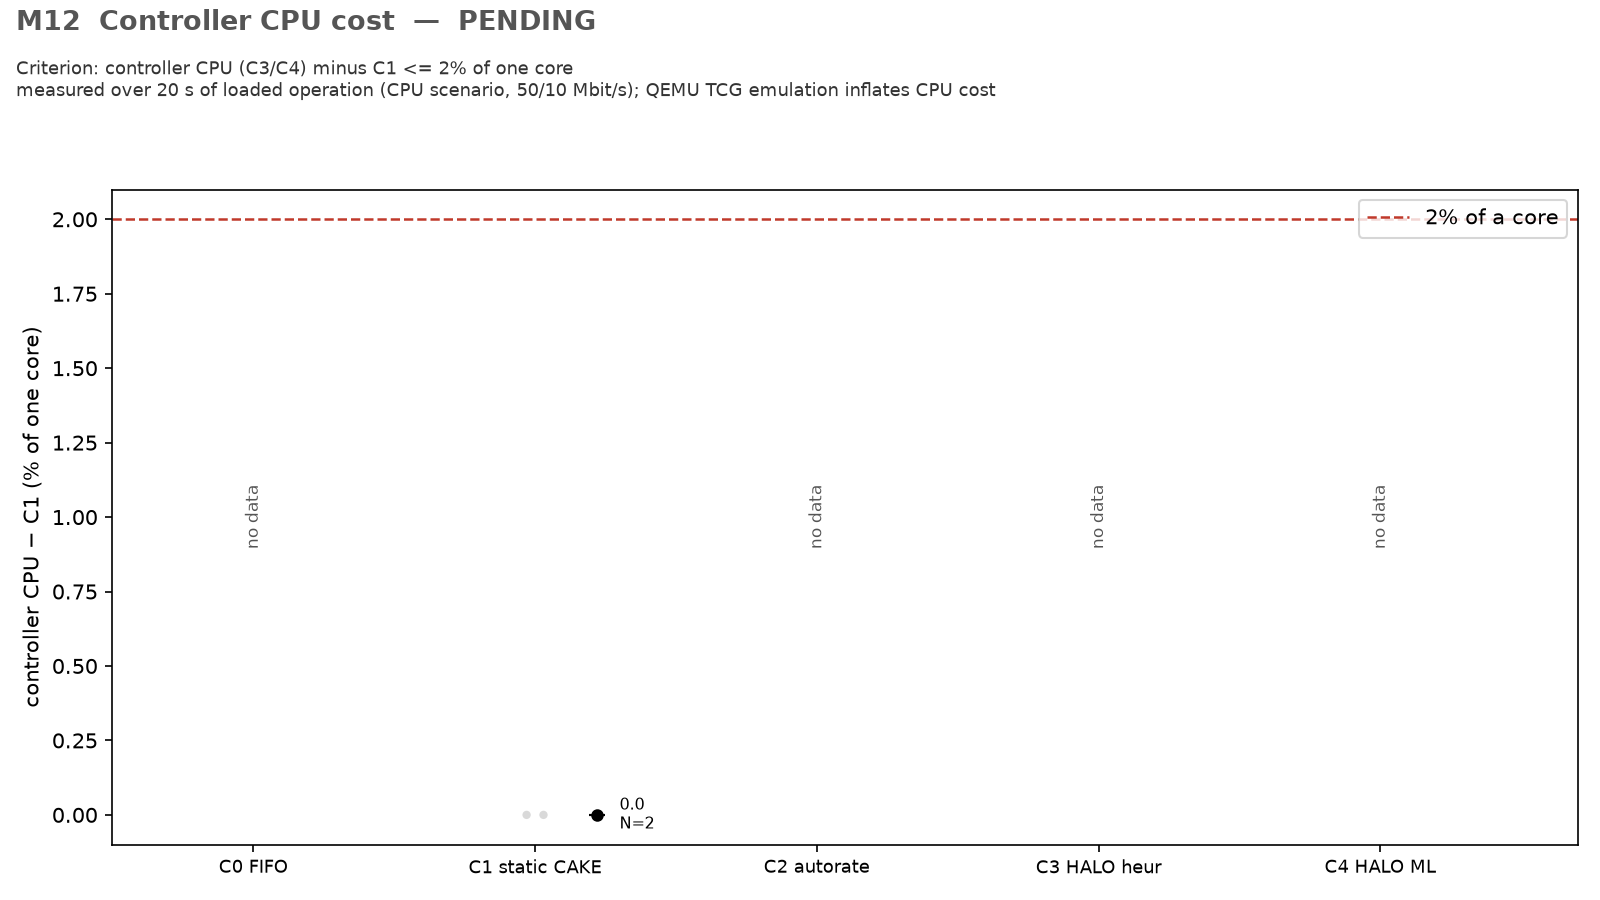 M12  Controller CPU cost  —  PENDING
Criterion: controller CPU (C3/C4) minus C1 <= 2% of one core
measured over 20 s of loaded operation (CPU scenario, 50/10 Mbit/s); QEMU TCG emulation inflates CPU cost
2.00
2% of a core
1.75
1.50
1.25
1.00
0.75
0.50
0.25
0.00
controller CPU − C1 (% of one core)
no data
no data
no data
no data
0.0
N=2
C0 FIFO
C1 static CAKE
C2 autorate
C3 HALO heur
C4 HALO ML